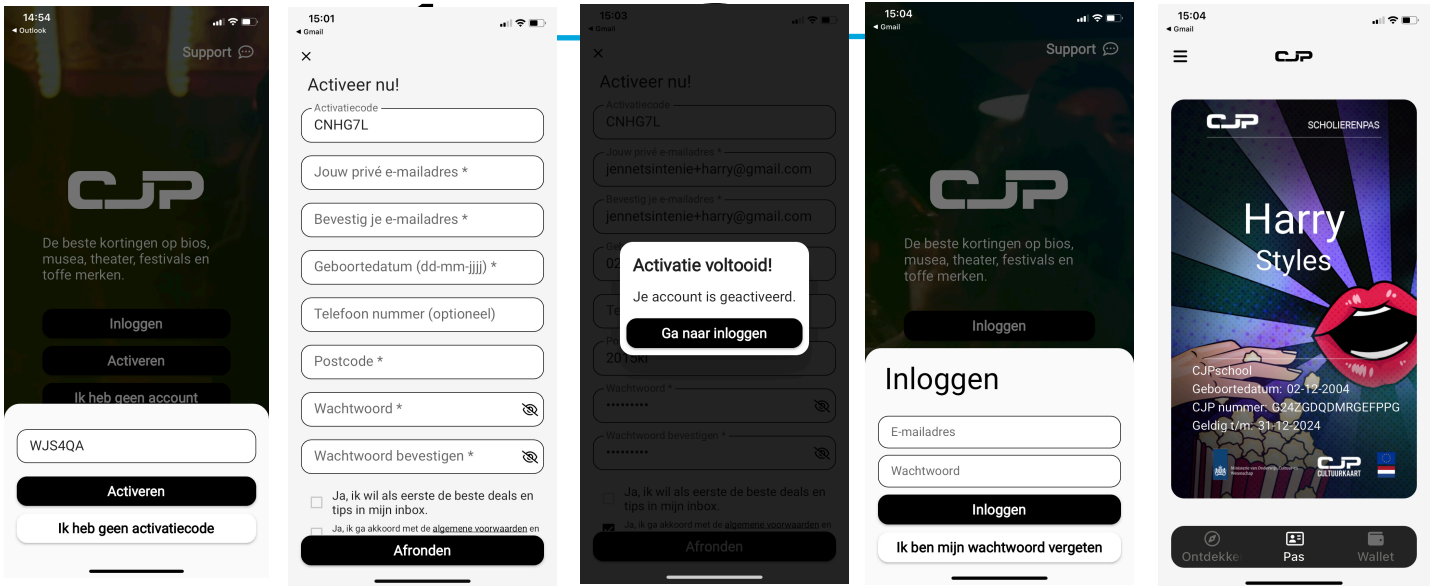 14:54
◄ Outlook
Support
CJP
De beste kortingen op bios,
musea, theater, festivals en
toffe merken.
Inloggen
Activeren
Ik heb geen account
WJS4QA
Activeren
Ik heb geen activatiecode
15:01
◄ Gmail
Activeer nu!
Activatiecode
CNHG7L
Jouw privé e-mailadres *
Bevestig je e-mailadres *
Geboortedatum (dd-mm-jjjj) *
Telefoon nummer (optioneel)
Postcode *
Wachtwoord *
Wachtwoord bevestigen *
Ja, ik wil als eerste de beste deals en
tips in mijn inbox.
Ja, ik ga akkoord met de algemene voorwaarden en
Afronden
15:03
◄ Gmail
Activeer nu!
Activatiecode
CNHG7L
Jouw privé e-mailadres *
jennetsintenie+harry@gmail.com
Bevestig je e-mailadres *
jennetsintenie+harry@gmail.com
Ge
02
Activatie voltooid!
Je account is geactiveerd.
Ga naar inloggen
Te
Po
Wachtwoord *
•••••••••
Wachtwoord bevestigen *
•••••••••
Ja, ik wil als eerste de beste deals en
tips in mijn inbox.
Ja, ik ga akkoord met de algemene voorwaarden en
Afronden
15:04
◄ Gmail
Support
CJP
De beste kortingen op bios,
musea, theater, festivals en
toffe merken.
Inloggen
Inloggen
E-mailadres
Wachtwoord
Inloggen
Ik ben mijn wachtwoord vergeten
15:04
◄ Gmail
CJP
CJP SCHOLIERENPAS
Harry
Styles
CJPschool
Geboortedatum: 02-12-2004
CJP nummer: G24ZGDQDMRGEFPPG
Geldig t/m: 31-12-2024
CJP
CULTUURKAART
Ontdekke
Pas
Wallet